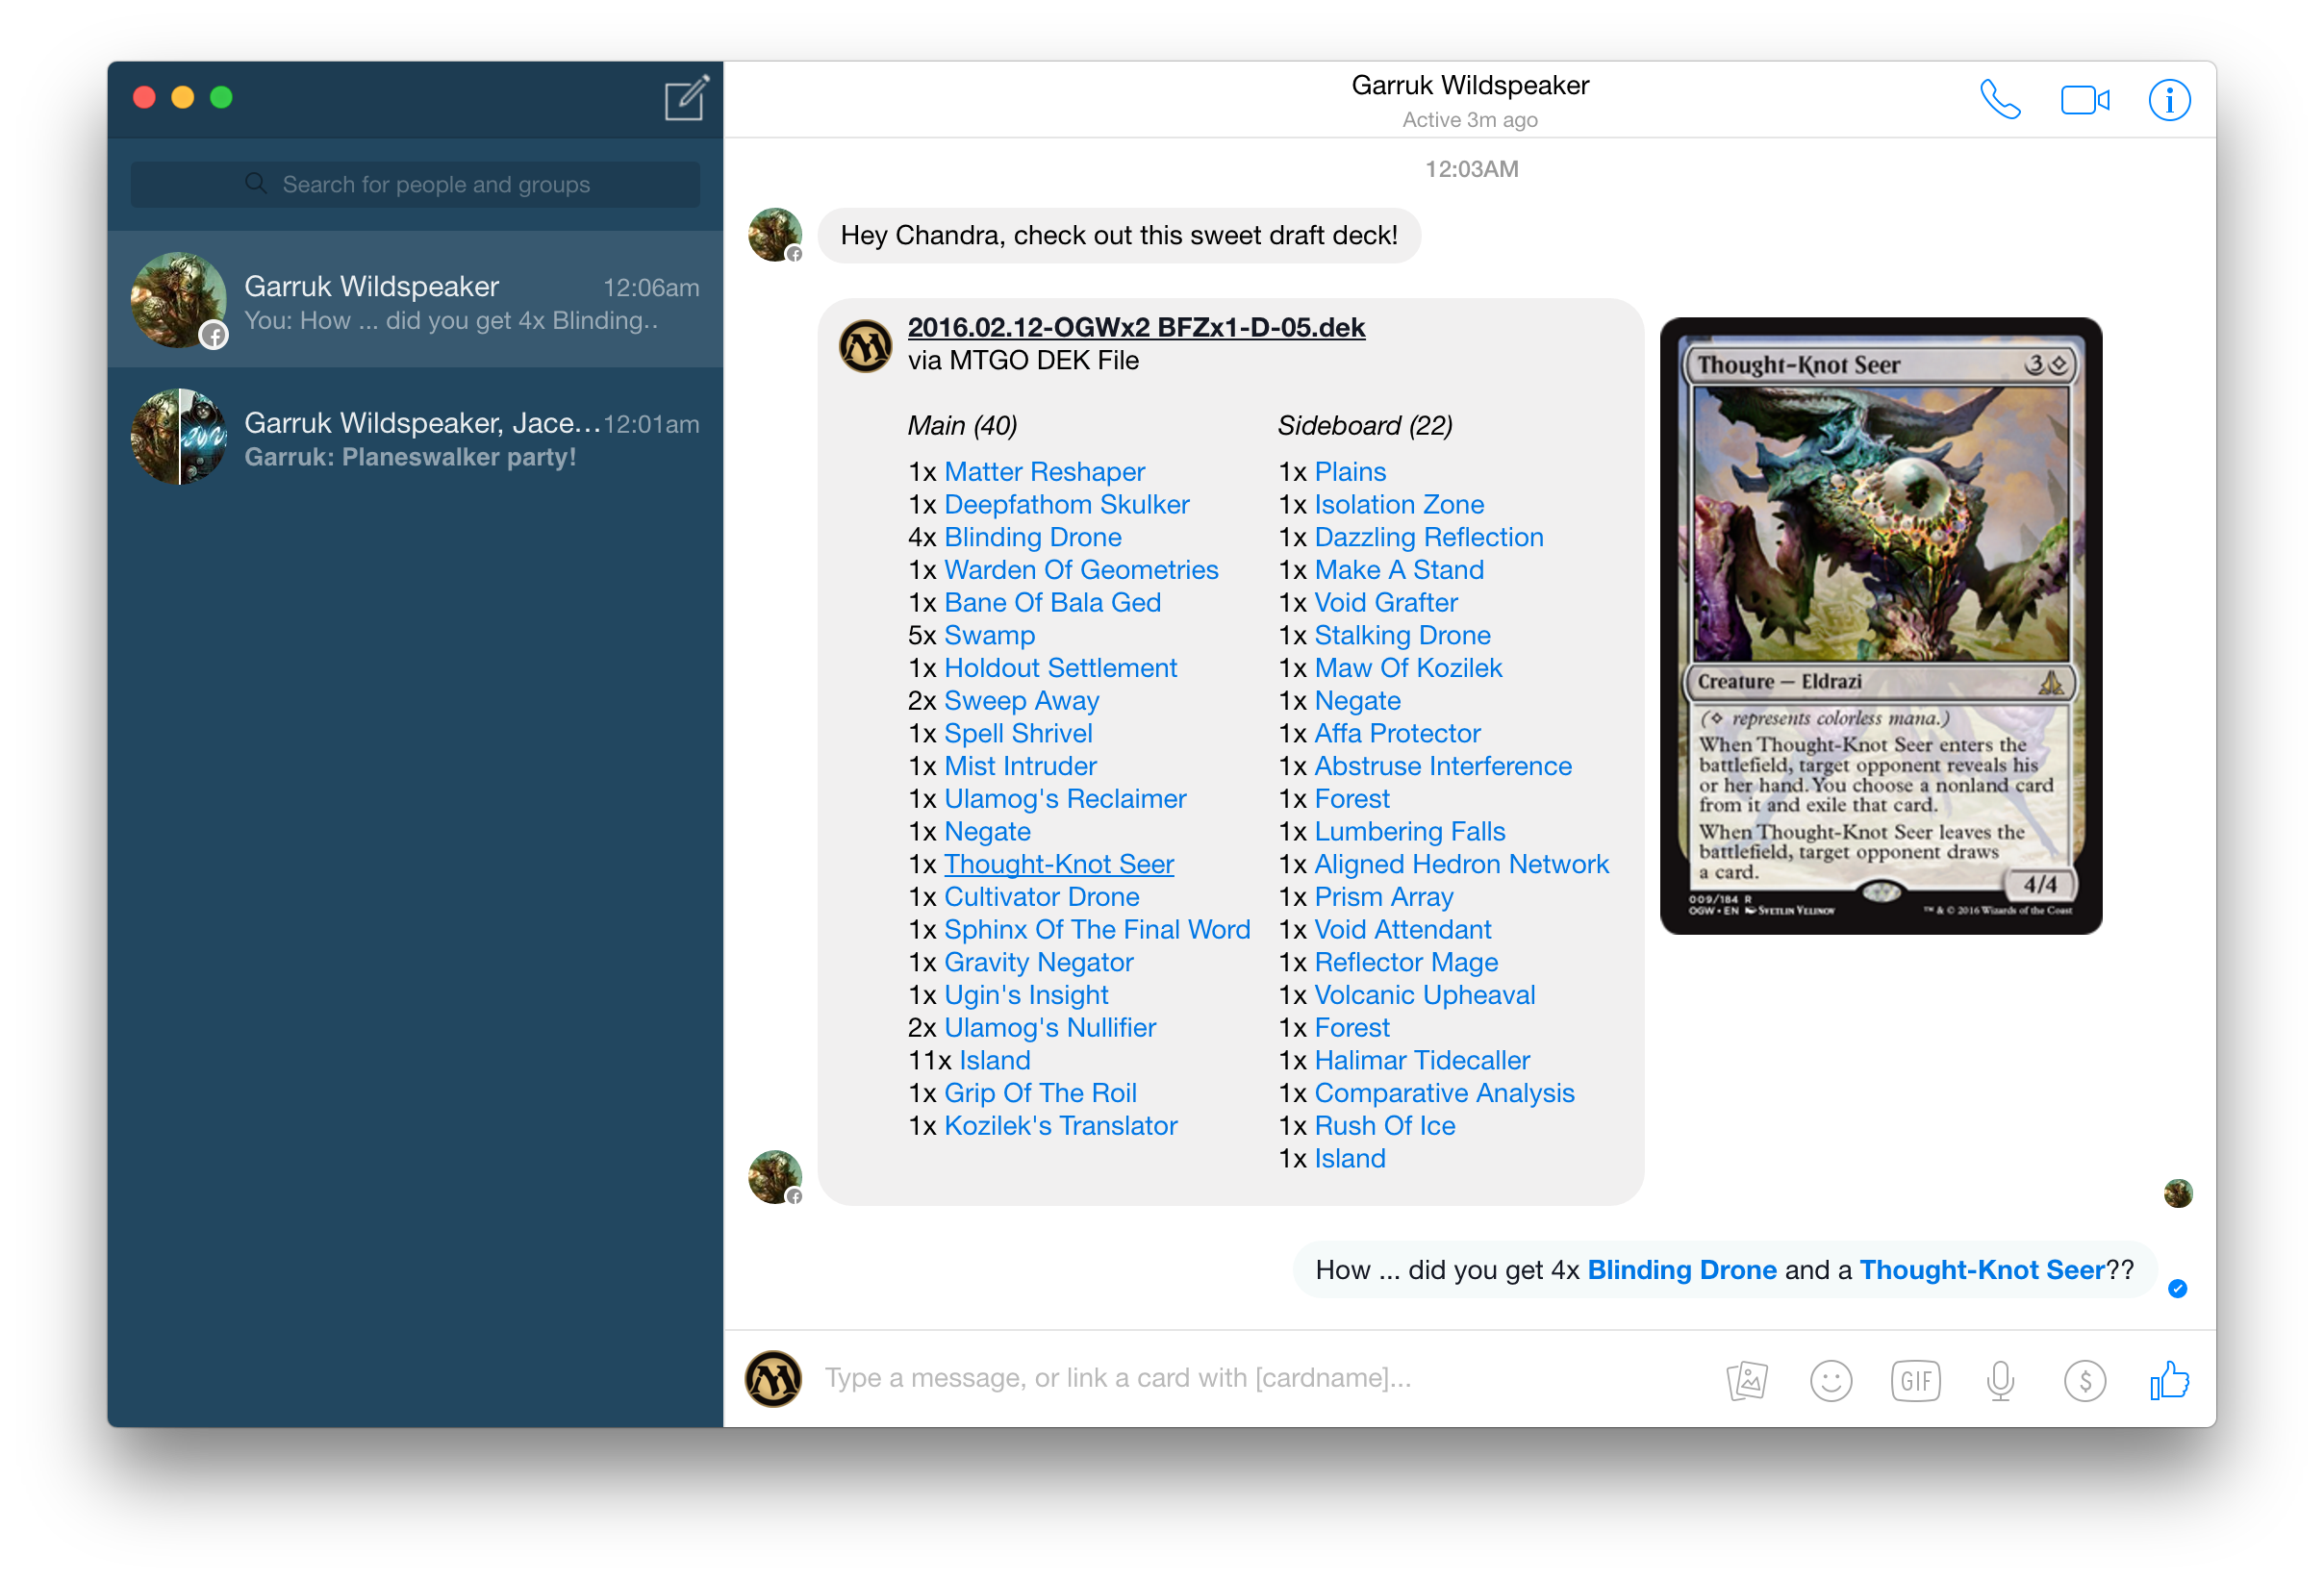 Search for people and groups
Garruk Wildspeaker 12:06am
You: How ... did you get 4x Blinding..
Garruk Wildspeaker, Jace... 12:01am
Garruk: Planeswalker party!
Garruk Wildspeaker
Active 3m ago
12:03AM
Hey Chandra, check out this sweet draft deck!
2016.02.12-OGWx2 BFZx1-D-05.dek
via MTGO DEK File
Main (40)
1x Matter Reshaper
1x Deepfathom Skulker
4x Blinding Drone
1x Warden Of Geometries
1x Bane Of Bala Ged
5x Swamp
1x Holdout Settlement
2x Sweep Away
1x Spell Shrivel
1x Mist Intruder
1x Ulamog's Reclaimer
1x Negate
1x Thought-Knot Seer
1x Cultivator Drone
1x Sphinx Of The Final Word
1x Gravity Negator
1x Ugin's Insight
2x Ulamog's Nullifier
11x Island
1x Grip Of The Roil
1x Kozilek's Translator
Sideboard (22)
1x Plains
1x Isolation Zone
1x Dazzling Reflection
1x Make A Stand
1x Void Grafter
1x Stalking Drone
1x Maw Of Kozilek
1x Negate
1x Affa Protector
1x Abstruse Interference
1x Forest
1x Lumbering Falls
1x Aligned Hedron Network
1x Prism Array
1x Void Attendant
1x Reflector Mage
1x Volcanic Upheaval
1x Forest
1x Halimar Tidecaller
1x Comparative Analysis
1x Rush Of Ice
1x Island
Thought-Knot Seer 3
Creature — Eldrazi
( represents colorless mana.)
When Thought-Knot Seer enters the
battlefield, target opponent reveals his
or her hand. You choose a nonland card
from it and exile that card.
When Thought-Knot Seer leaves the
battlefield, target opponent draws
a card.
4/4
009/184 R
OGW • EN Svetlin Velinov
™ & © 2016 Wizards of the Coast
How ... did you get 4x Blinding Drone and a Thought-Knot Seer??
Type a message, or link a card with [cardname]...
GIF